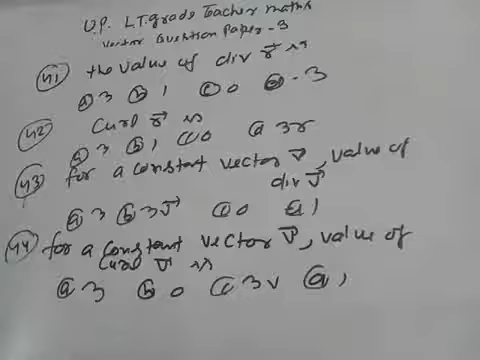 U.P. L.T. grade Teacher math
Vector Question Paper - 3
41 the value of div r⃗ is
ⓐ 3 ⓑ 1 ⓒ 0 ⓓ - 3
42 Curl r⃗ is
ⓐ 3 ⓑ 1 ⓒ 0 ⓓ 3r
43 for a constant vector v⃗, value of
div v⃗
ⓐ 3 ⓑ 3v⃗ ⓒ 0 ⓓ 1
44 for a constant vector v⃗, value of
Curl v⃗ is
ⓐ 3 ⓑ 0 ⓒ 3v ⓓ 1